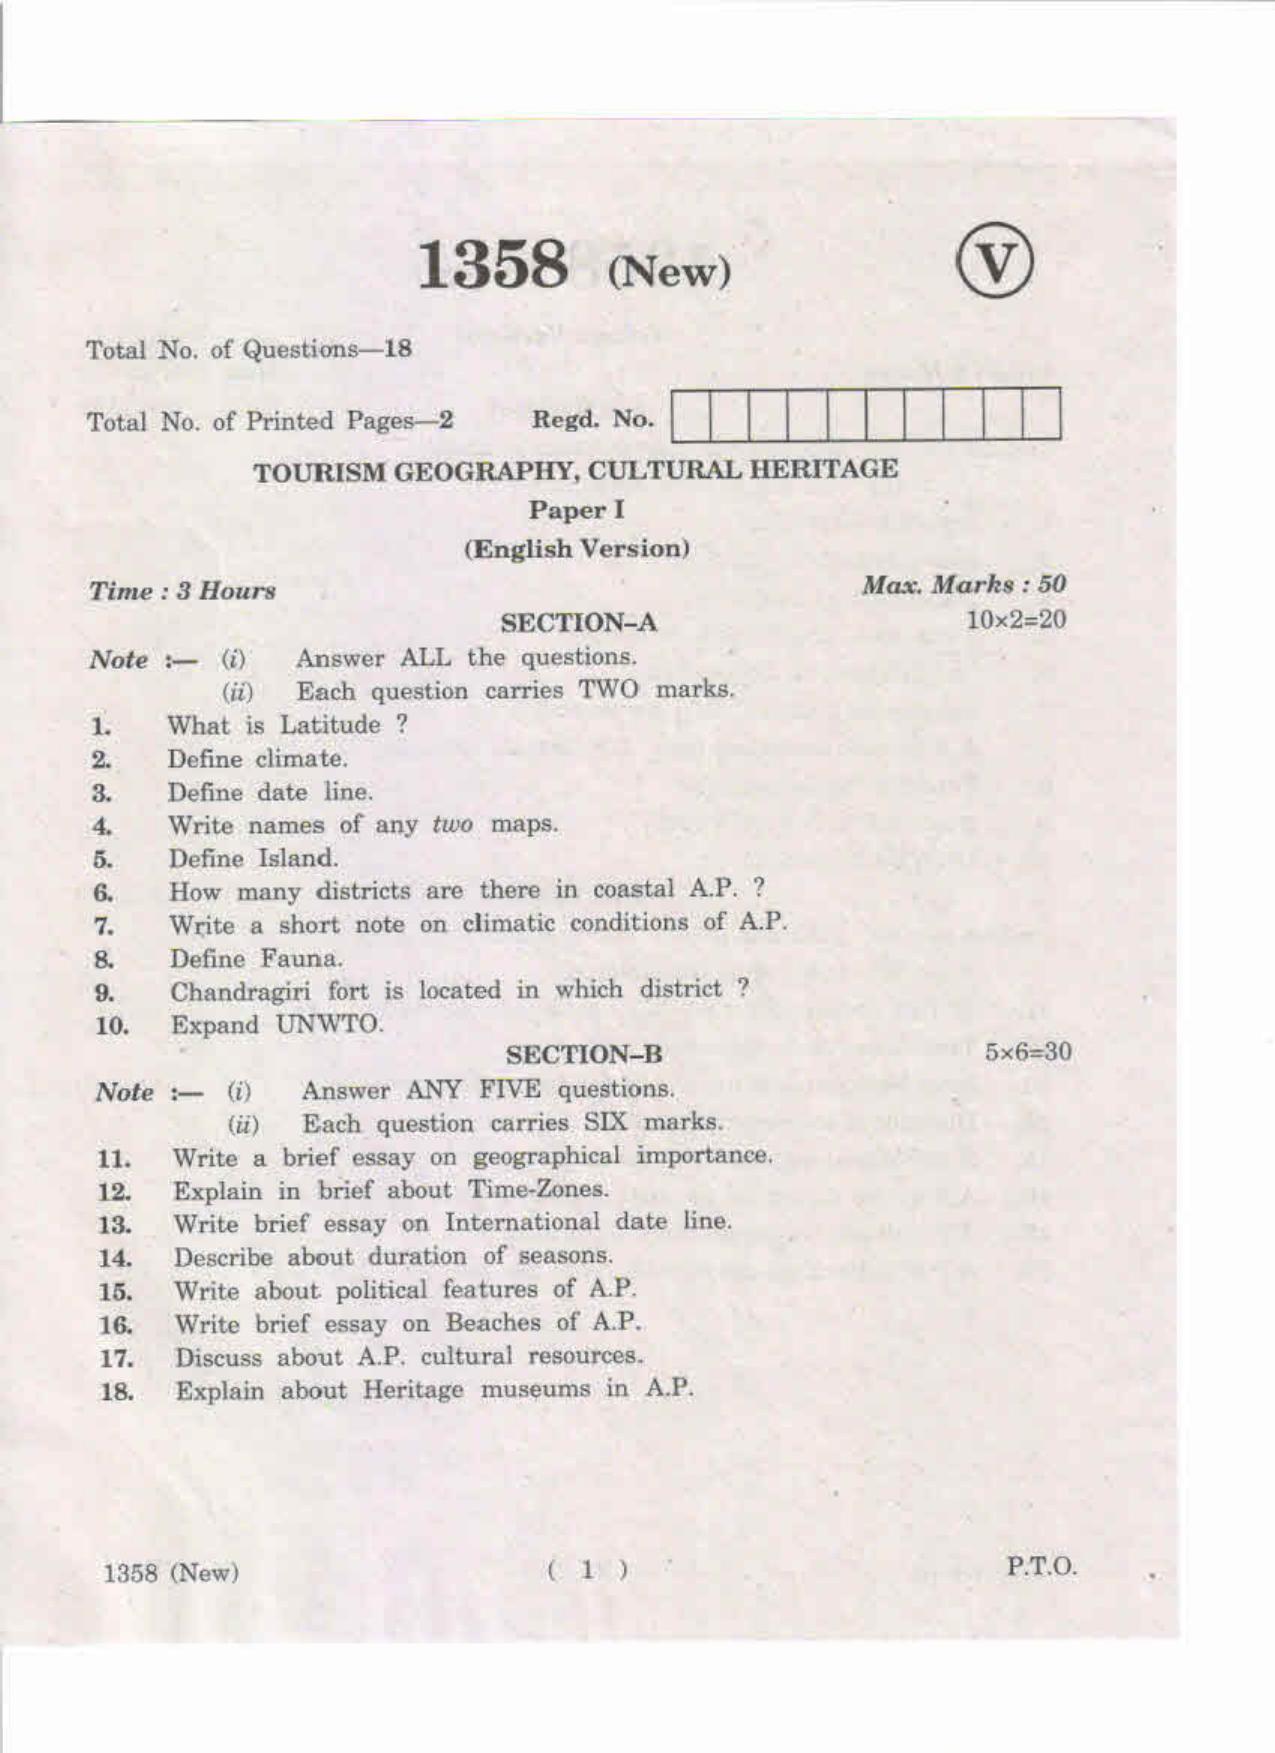 1358 (New) V
Total No. of Questions—18
Total No. of Printed Pages—2 Regd. No.
TOURISM GEOGRAPHY, CULTURAL HERITAGE
Paper I
(English Version)
Time : 3 Hours Max. Marks : 50
SECTION–A 10×2=20
Note :— (i) Answer ALL the questions.
(ii) Each question carries TWO marks.
1. What is Latitude ?
2. Define climate.
3. Define date line.
4. Write names of any two maps.
5. Define Island.
6. How many districts are there in coastal A.P. ?
7. Write a short note on climatic conditions of A.P.
8. Define Fauna.
9. Chandragiri fort is located in which district ?
10. Expand UNWTO.
SECTION–B 5×6=30
Note :— (i) Answer ANY FIVE questions.
(ii) Each question carries SIX marks.
11. Write a brief essay on geographical importance.
12. Explain in brief about Time-Zones.
13. Write brief essay on International date line.
14. Describe about duration of seasons.
15. Write about political features of A.P.
16. Write brief essay on Beaches of A.P.
17. Discuss about A.P. cultural resources.
18. Explain about Heritage museums in A.P.
1358 (New) ( 1 ) P.T.O.